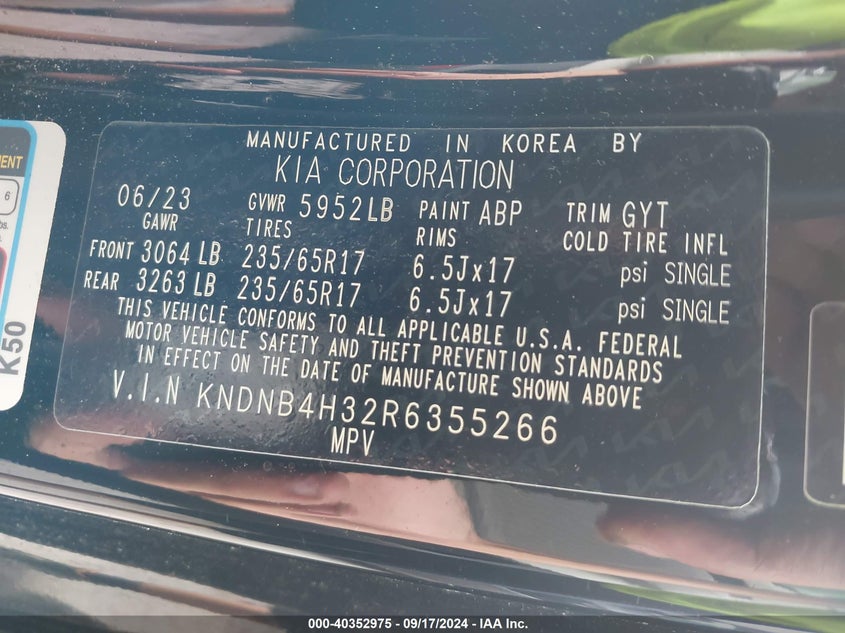 MANUFACTURED IN KOREA BY
KIA CORPORATION
06/23 GVWR 5952LB PAINT ABP TRIM GYT
GAWR TIRES RIMS COLD TIRE INFL
FRONT 3064 LB 235/65R17 6.5Jx17 psi SINGLE
REAR 3263 LB 235/65R17 6.5Jx17 psi SINGLE
THIS VEHICLE CONFORMS TO ALL APPLICABLE U.S.A. FEDERAL
MOTOR VEHICLE SAFETY AND THEFT PREVENTION STANDARDS
IN EFFECT ON THE DATE OF MANUFACTURE SHOWN ABOVE
V.I.N KNDNB4H32R6355266
MPV
6
K50
000-40352975 - 09/17/2024 - IAA Inc.